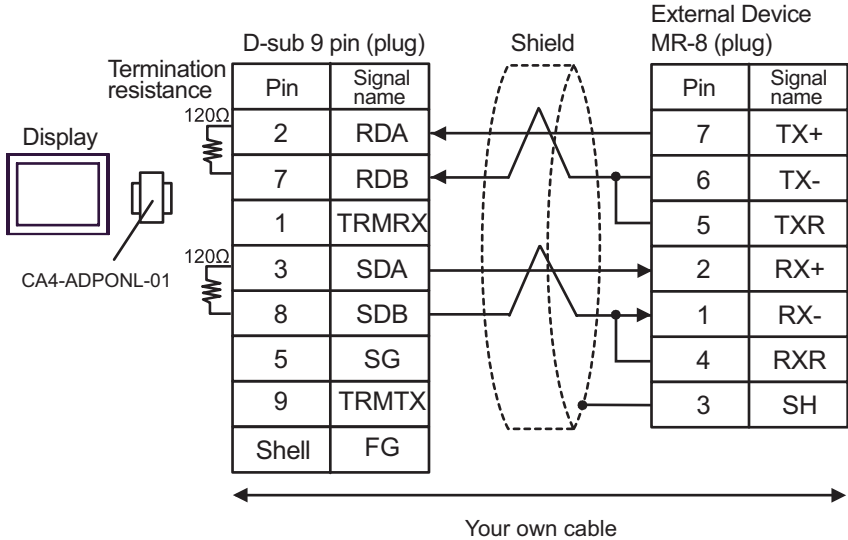 External Device
D-sub 9 pin (plug) Shield MR-8 (plug)
Termination resistance
Pin Signal name Pin Signal name
120Ω
2 RDA 7 TX+
Display
7 RDB 6 TX-
1 TRMRX 5 TXR
120Ω
3 SDA 2 RX+
CA4-ADPONL-01
8 SDB 1 RX-
5 SG 4 RXR
9 TRMTX 3 SH
Shell FG
Your own cable